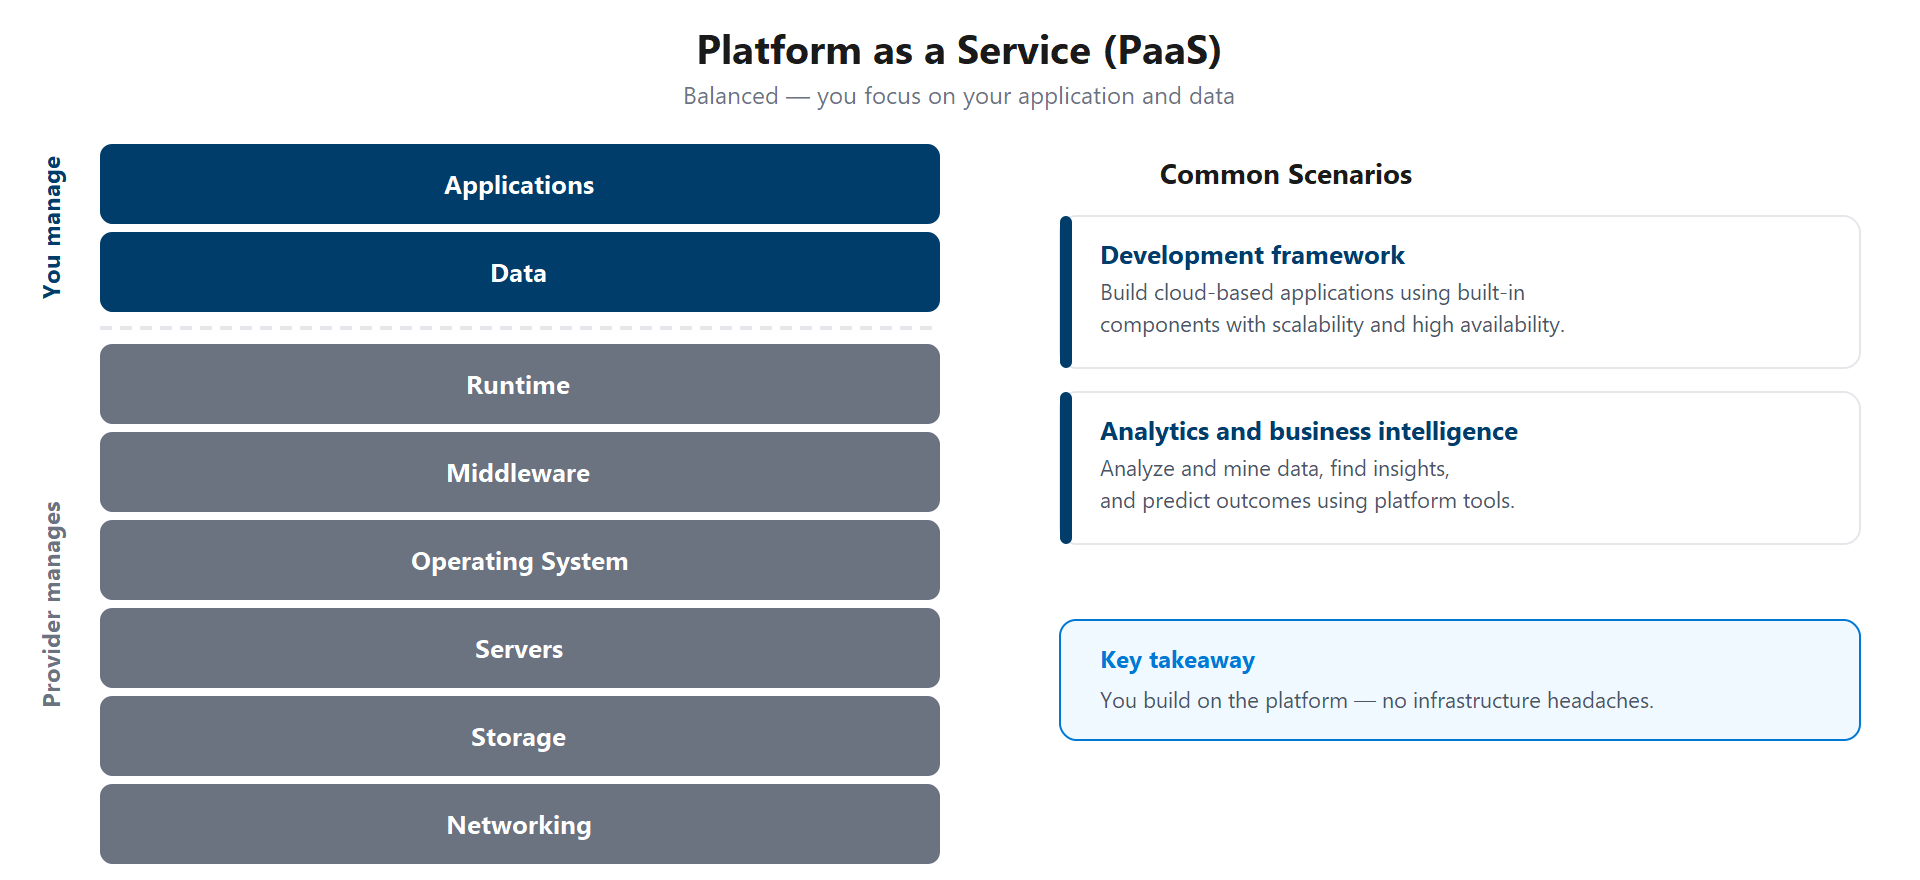 Platform as a Service (PaaS)
Balanced — you focus on your application and data
You manage
Applications
Data
Provider manages
Runtime
Middleware
Operating System
Servers
Storage
Networking
Common Scenarios
Development framework
Build cloud-based applications using built-in
components with scalability and high availability.
Analytics and business intelligence
Analyze and mine data, find insights,
and predict outcomes using platform tools.
Key takeaway
You build on the platform — no infrastructure headaches.